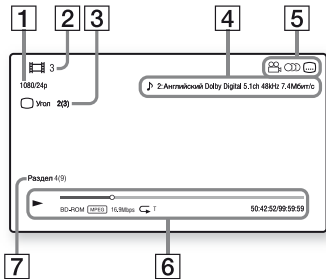 1 2 3 4 5
3
1080/24p
♪ 2:Английский Dolby Digital 5.1ch 48kHz 7.4Мбит/с
Угол 2(3)
Раздел 4(9)
BD-ROM MPEG 16.9Mbps T 50:42:52/99:59:59
7 6